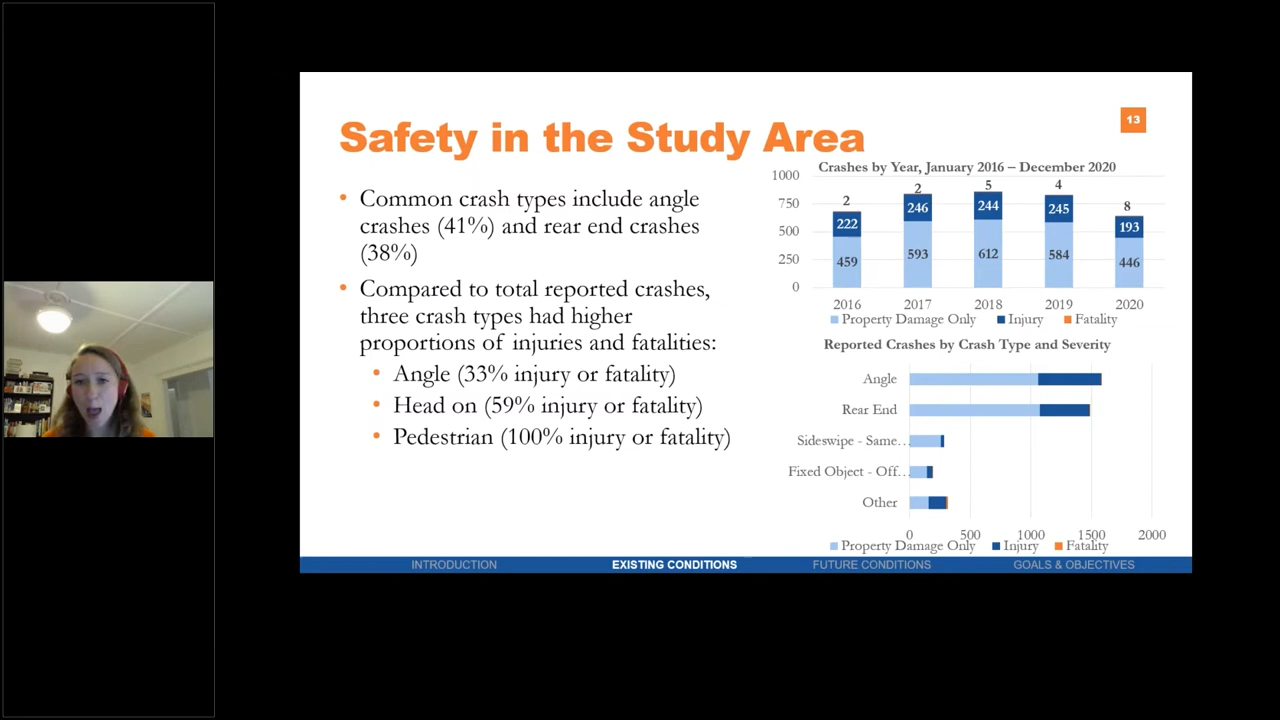 13
Safety in the Study Area
• Common crash types include angle
crashes (41%) and rear end crashes
(38%)
• Compared to total reported crashes,
three crash types had higher
proportions of injuries and fatalities:
• Angle (33% injury or fatality)
• Head on (59% injury or fatality)
• Pedestrian (100% injury or fatality)
Crashes by Year, January 2016 – December 2020
1000
750
500
250
0
2 2 5 4 8
222 246 244 245 193
459 593 612 584 446
2016 2017 2018 2019 2020
Property Damage Only Injury Fatality
Reported Crashes by Crash Type and Severity
Angle
Rear End
Sideswipe - Same…
Fixed Object - Off…
Other
0 500 1000 1500 2000
Property Damage Only Injury Fatality
INTRODUCTION EXISTING CONDITIONS FUTURE CONDITIONS GOALS & OBJECTIVES